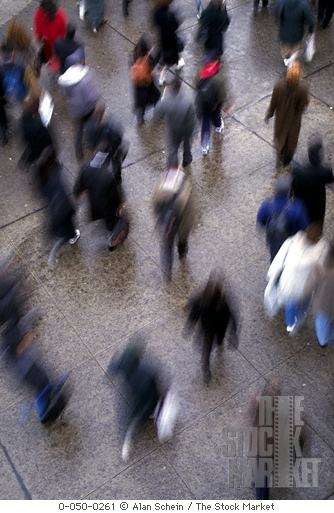 THE
STOCK
MARKET
0-050-0261 © Alan Schein / The Stock Market